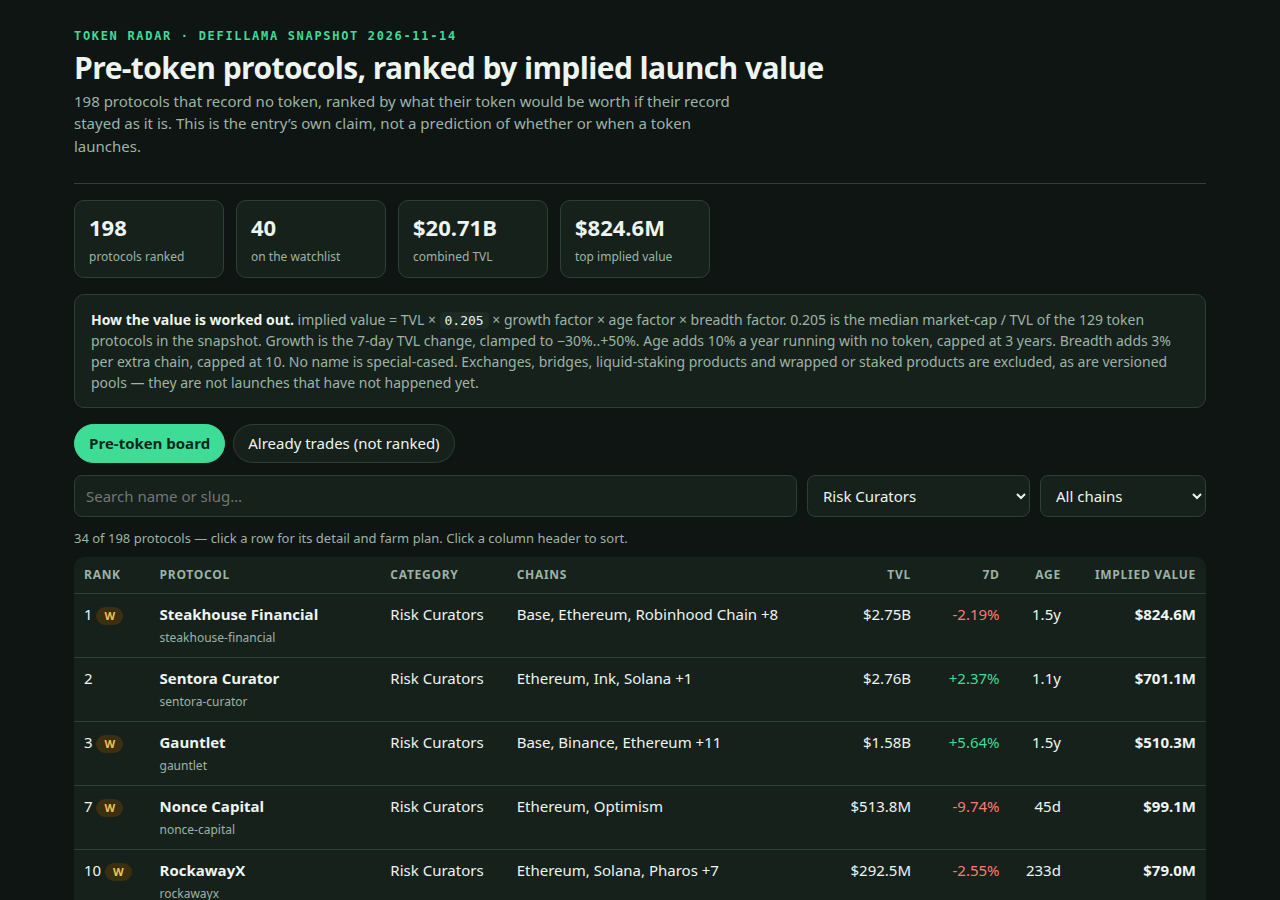 TOKEN RADAR · DEFILLAMA SNAPSHOT 2026-11-14
Pre-token protocols, ranked by implied launch value
198 protocols that record no token, ranked by what their token would be worth if their record
stayed as it is. This is the entry’s own claim, not a prediction of whether or when a token
launches.
198
protocols ranked
40
on the watchlist
$20.71B
combined TVL
$824.6M
top implied value
How the value is worked out. implied value = TVL × 0.205 × growth factor × age factor × breadth factor. 0.205 is the median market-cap / TVL of the 129 token
protocols in the snapshot. Growth is the 7-day TVL change, clamped to −30%..+50%. Age adds 10% a year running with no token, capped at 3 years. Breadth adds 3%
per extra chain, capped at 10. No name is special-cased. Exchanges, bridges, liquid-staking products and wrapped or staked products are excluded, as are versioned
pools — they are not launches that have not happened yet.
Pre-token board Already trades (not ranked)
Search name or slug... Risk Curators All chains
34 of 198 protocols — click a row for its detail and farm plan. Click a column header to sort.
RANK PROTOCOL CATEGORY CHAINS TVL 7D AGE IMPLIED VALUE
1 W Steakhouse Financial Risk Curators Base, Ethereum, Robinhood Chain +8 $2.75B -2.19% 1.5y $824.6M
steakhouse-financial
2 Sentora Curator Risk Curators Ethereum, Ink, Solana +1 $2.76B +2.37% 1.1y $701.1M
sentora-curator
3 W Gauntlet Risk Curators Base, Binance, Ethereum +11 $1.58B +5.64% 1.5y $510.3M
gauntlet
7 W Nonce Capital Risk Curators Ethereum, Optimism $513.8M -9.74% 45d $99.1M
nonce-capital
10 W RockawayX Risk Curators Ethereum, Solana, Pharos +7 $292.5M -2.55% 233d $79.0M
rockawayx